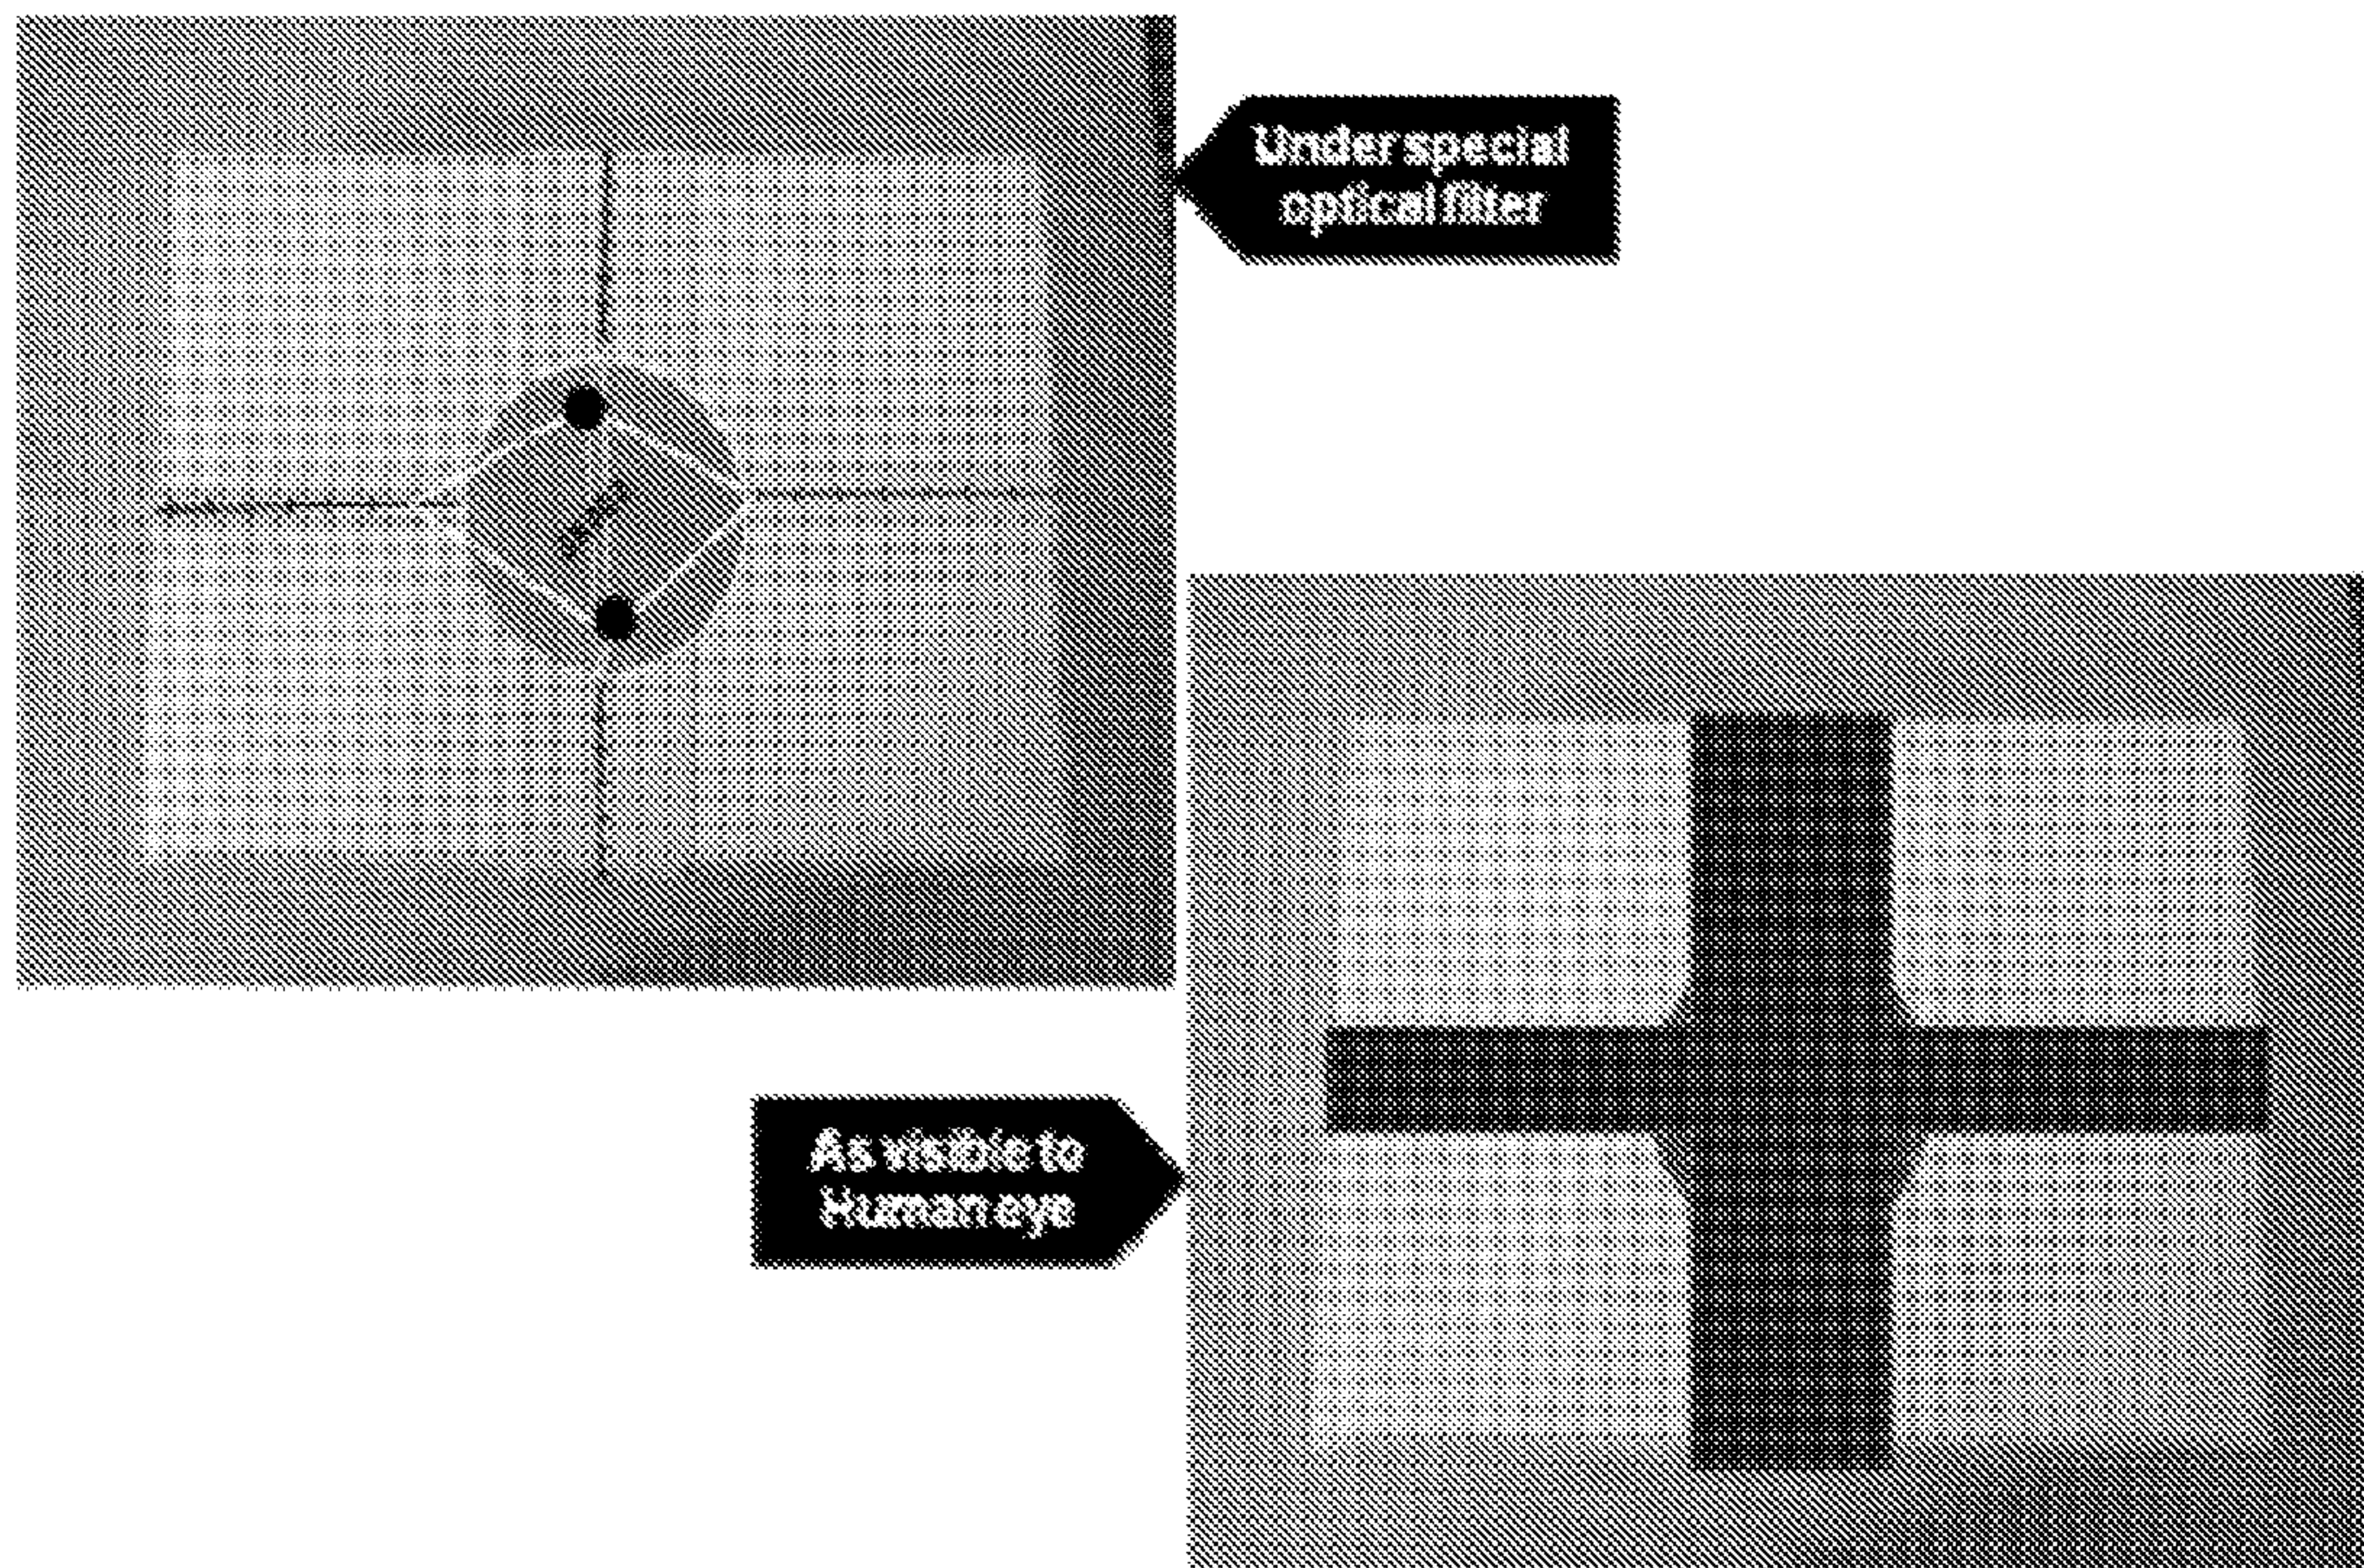 Under special
optical filter
As visible to
Human eye